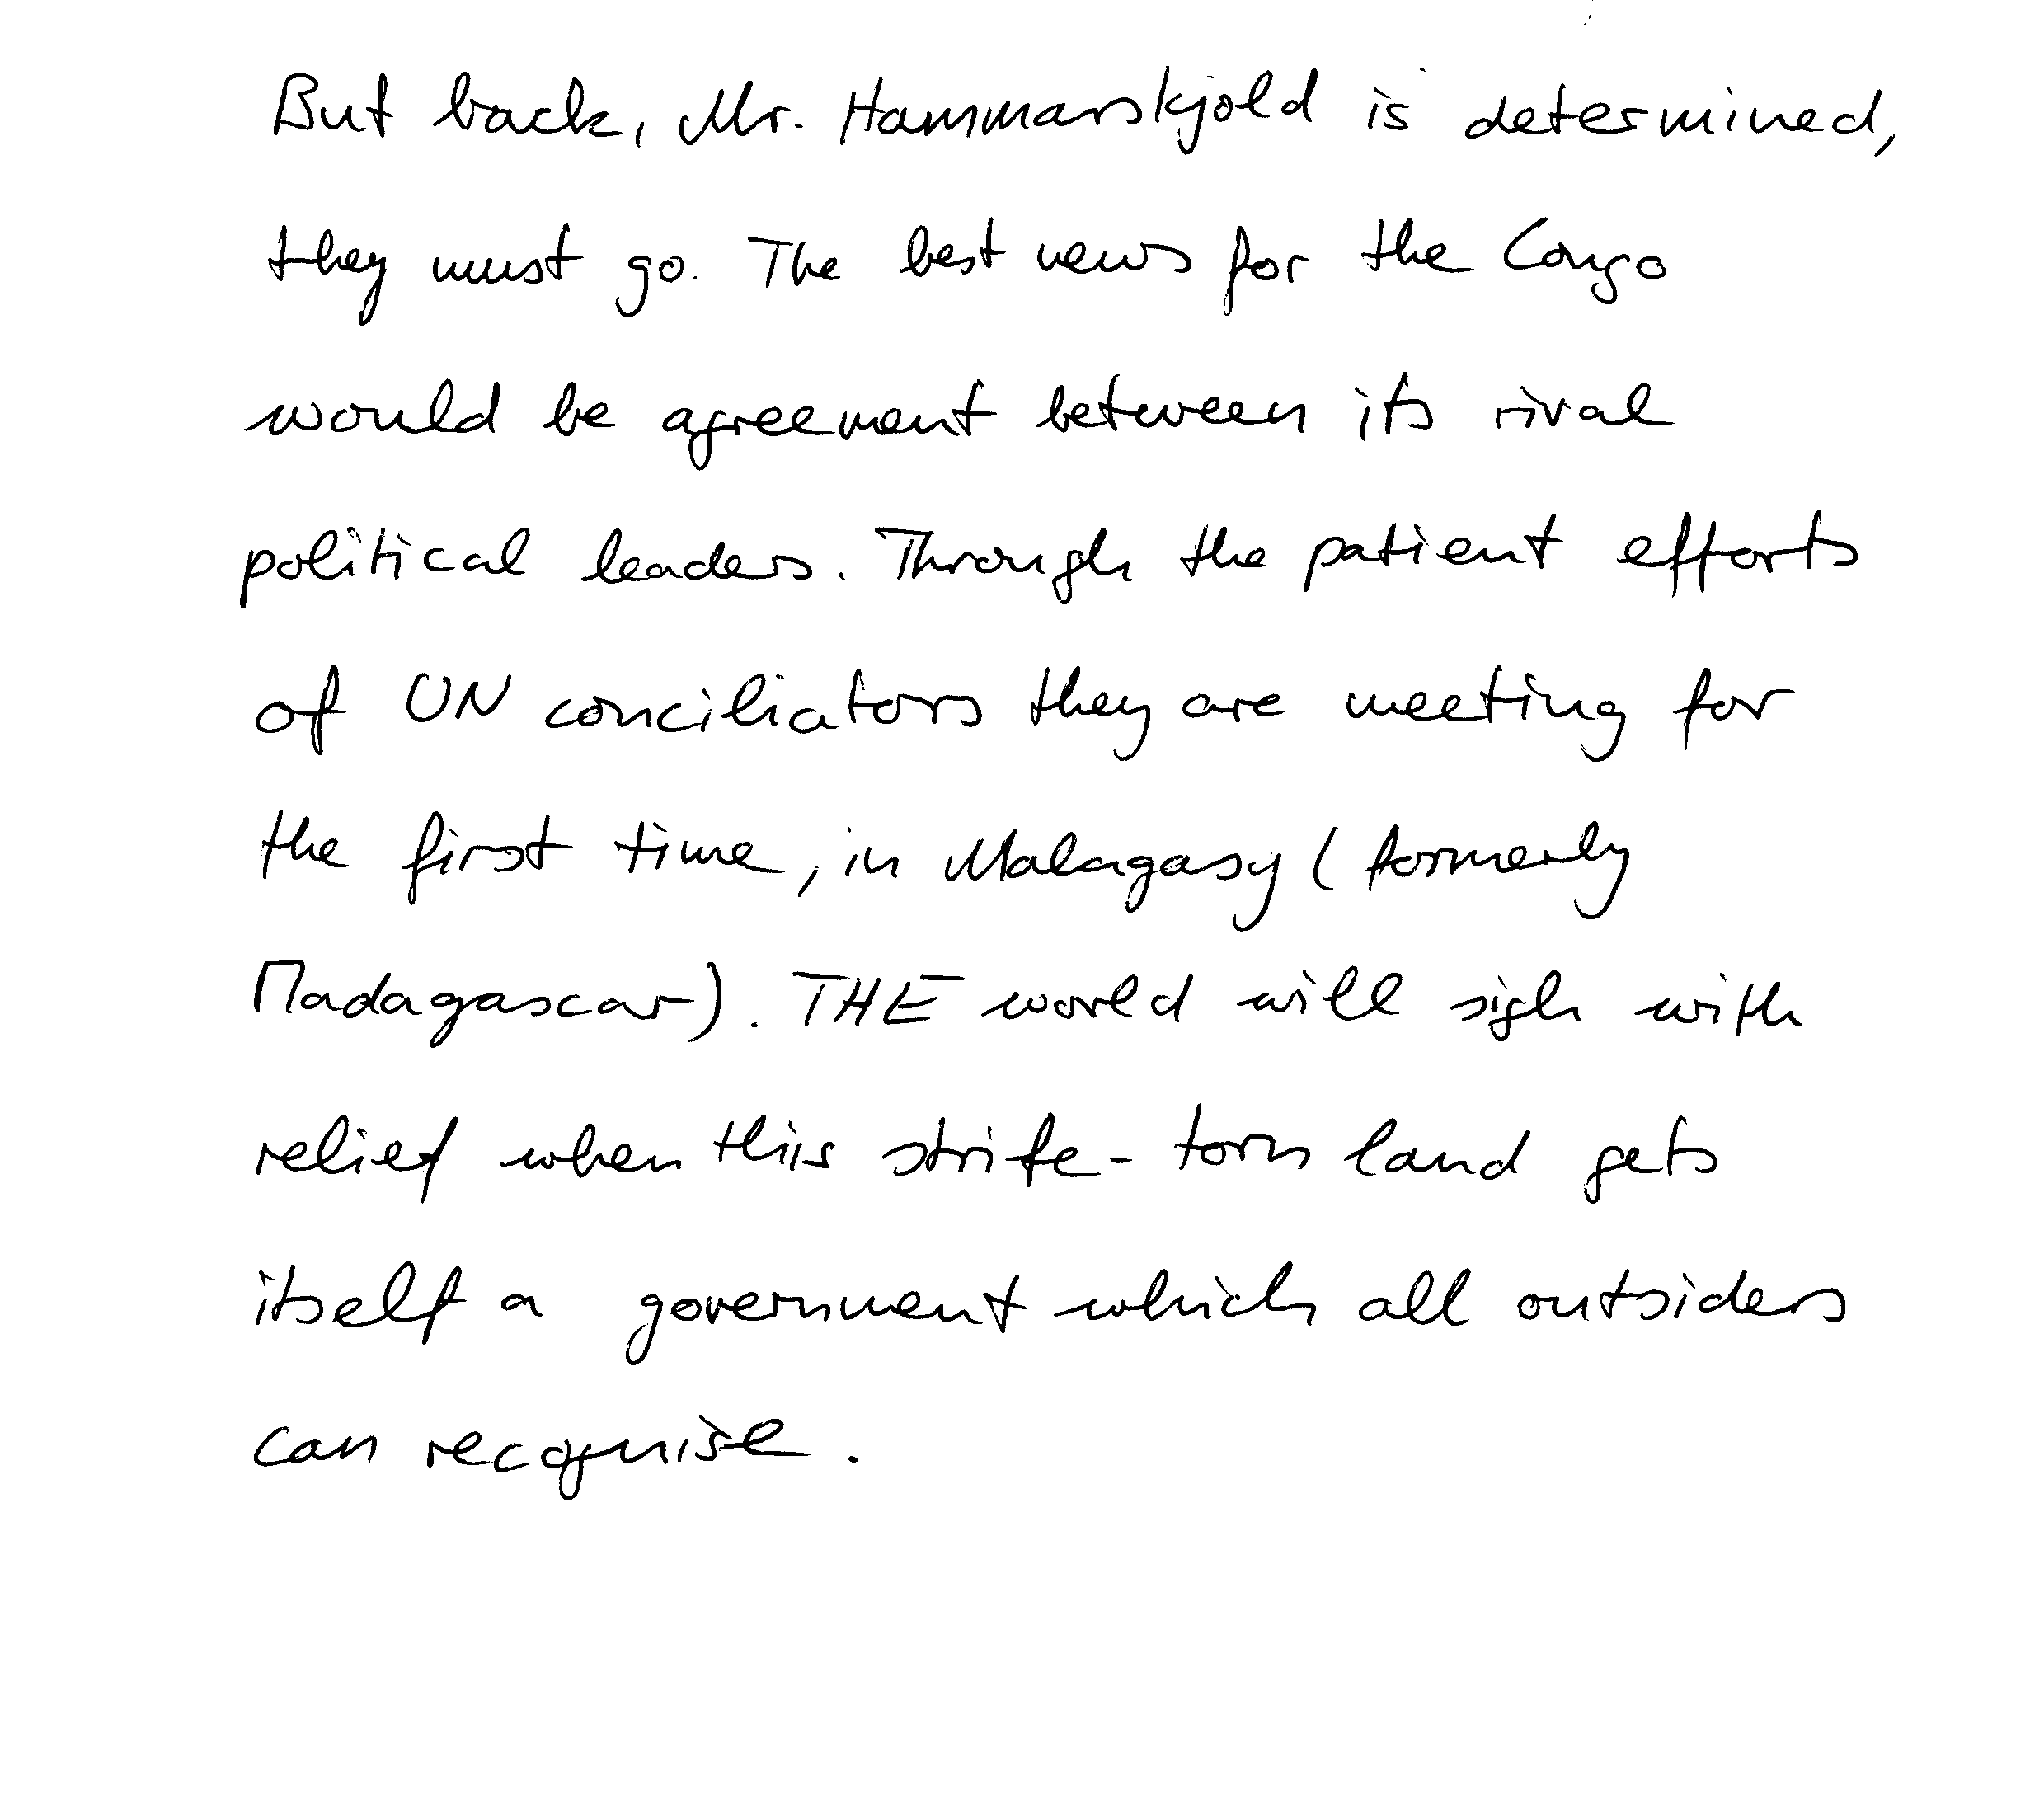 But back, Mr. Hammarskjold is determined,
they must go. The best news for the Congo
would be agreement between its rival
political leaders. Through the patient efforts
of UN conciliators they are meeting for
the first time, in Malagasy (formerly
Madagascar). THE world will sigh with
relief when this strife-torn land gets
itself a government which all outsiders
can recognise.